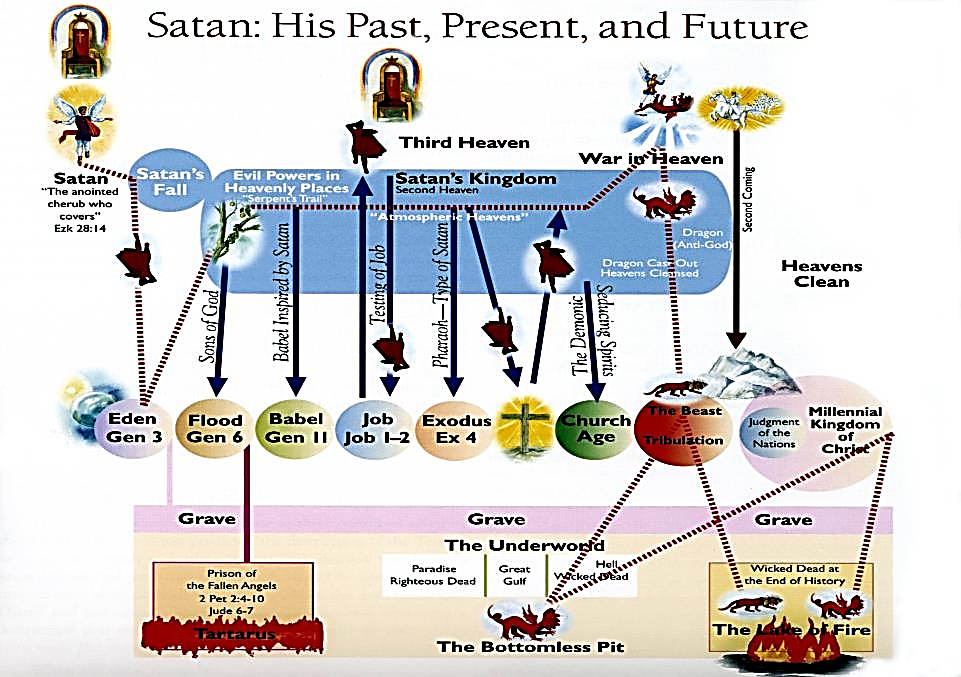 Satan: His Past, Present, and Future
Satan
"The anointed
cherub who
covers"
Ezk 28:14
Satan's
Fall
Third Heaven
War in Heaven
Evil Powers in
Heavenly Places
"Serpent's Trail"
Satan's Kingdom
Second Heaven
"Atmospheric Heavens"
Dragon
(Anti-God)
Dragon Cast Out
Heavens Cleansed
Second Coming
Heavens
Clean
Sons of God
Babel Inspired by Satan
Testing of Job
Pharaoh—Type of Satan
The Demonic
Seducing Spirits
Eden
Gen 3
Flood
Gen 6
Babel
Gen 11
Job
Job 1-2
Exodus
Ex 4
Church
Age
The Beast
Tribulation
Judgment
of the
Nations
Millennial
Kingdom
of
Christ
Grave
Grave
Grave
The Underworld
Paradise
Righteous Dead
Great
Gulf
Hell
Wicked Dead
Prison of
the Fallen Angels
2 Pet 2:4-10
Jude 6-7
Tartarus
The Bottomless Pit
Wicked Dead at
the End of History
The Lake of Fire